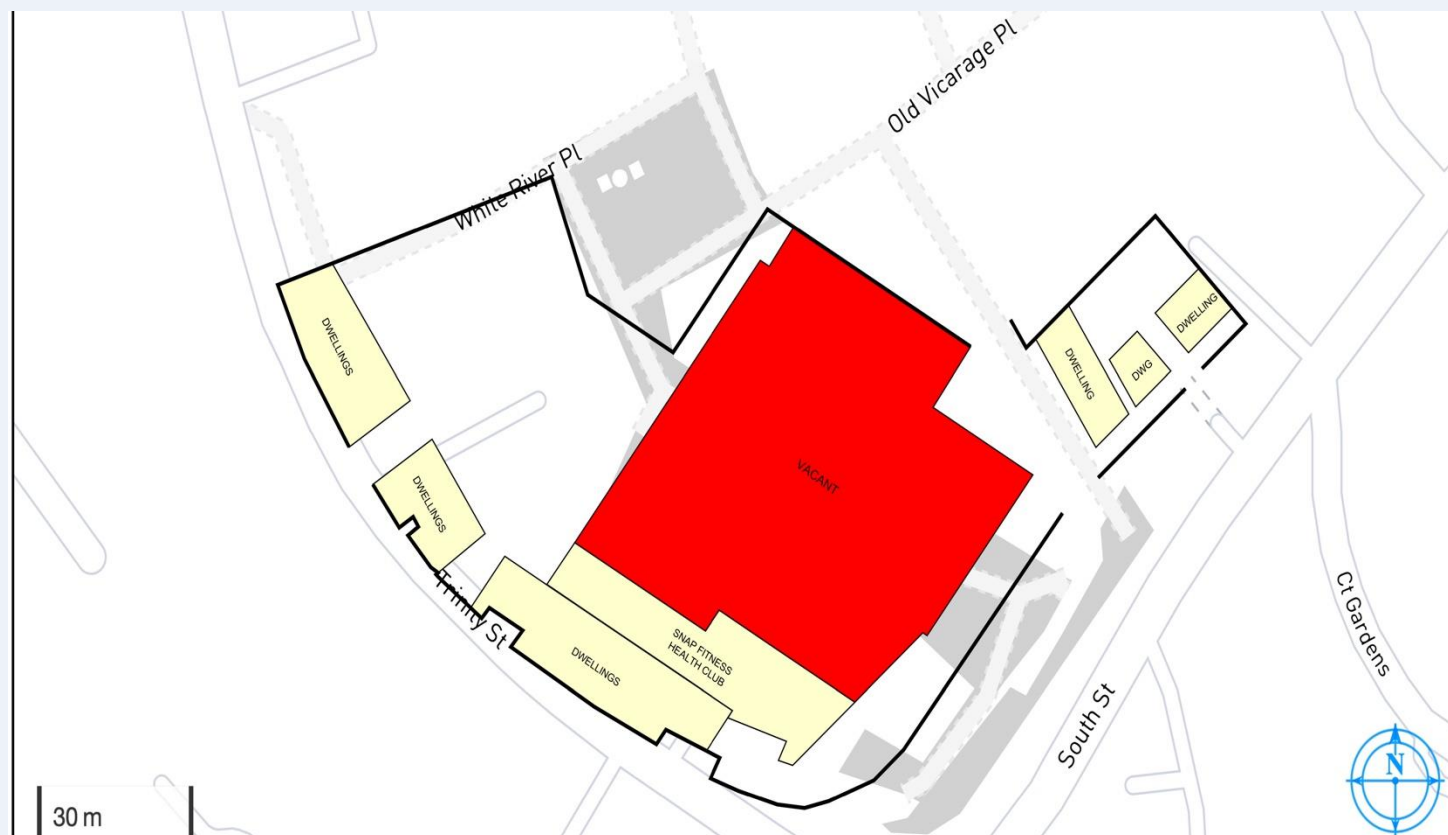 Old Vicarage Pl
White River Pl
DWELLINGS
DWELLING
DWG
DWELLING
DWELLINGS
VACANT
Trinity St
SNAP FITNESS
HEALTH CLUB
DWELLINGS
South St
Ct Gardens
N
30 m